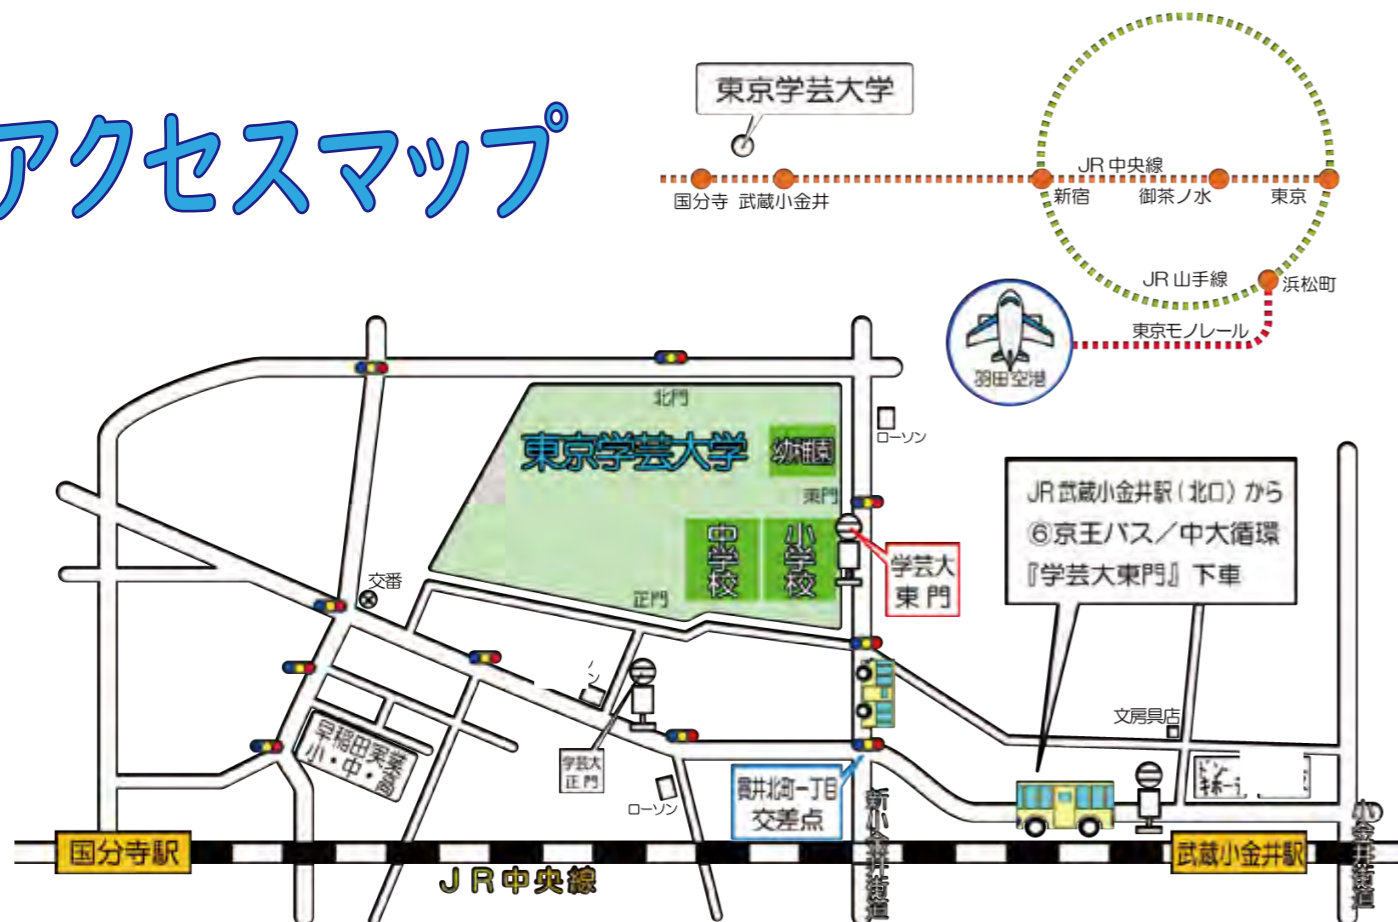 アクセスマップ
東京学芸大学
JR中央線
国分寺
武蔵小金井
新宿
御茶ノ水
東京
JR山手線
浜松町
東京モノレール
羽田空港
北門
東京学芸大学
幼稚園
ローソン
東門
中学校
小学校
正門
学芸大
東門
JR武蔵小金井駅(北口)から
⑥京王バス/中大循環
『学芸大東門』下車
交番
早稲田実業
小・中・高
学芸大
正門
ローソン
貫井北町一丁目
交差点
文房具店
新小金井街道
小金井街道
国分寺駅
武蔵小金井駅
JR中央線